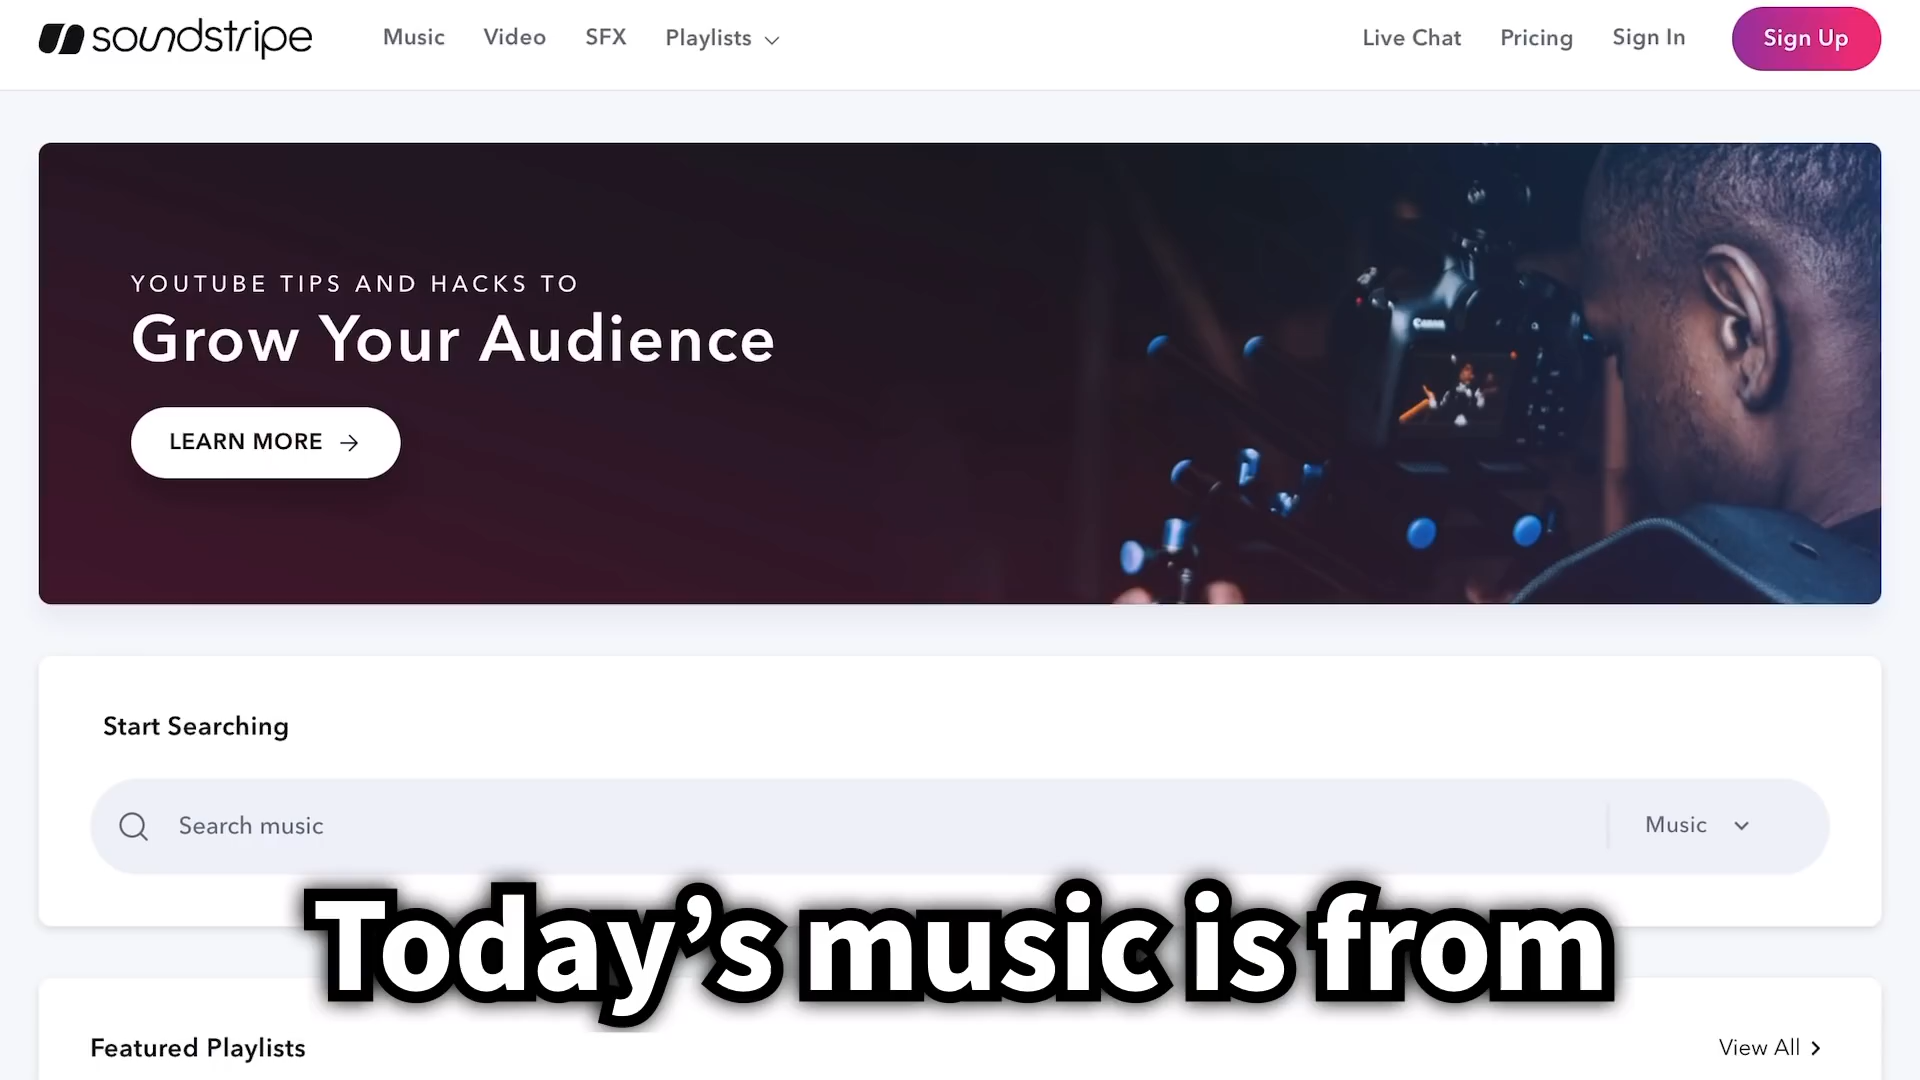 soundstripe
Music
Video
SFX
Playlists
Live Chat
Pricing
Sign In
Sign Up
YOUTUBE TIPS AND HACKS TO
Grow Your Audience
LEARN MORE
Canon
Start Searching
Search music
Music
Today's music is from
Featured Playlists
View All